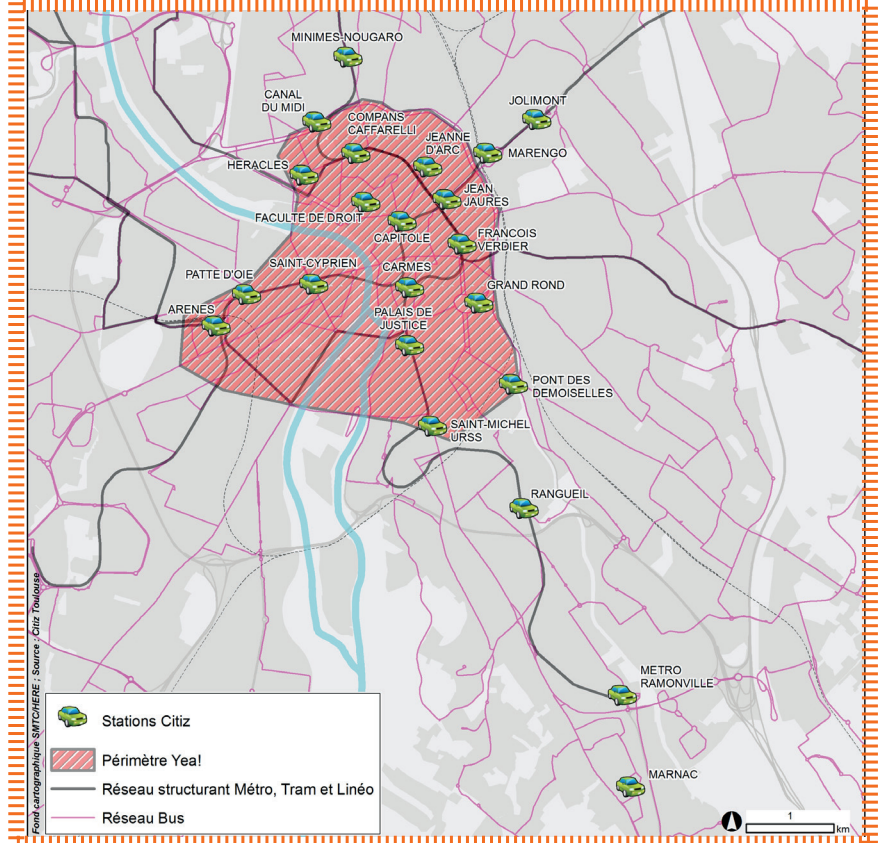 MINIMES-NOUGARO
CANAL
DU MIDI
COMPANS
CAFFARELLI
JOLIMONT
JEANNE
D'ARC
MARENGO
HERACLES
JEAN
JAURES
FACULTE DE DROIT
CAPITOLE
FRANCOIS
VERDIER
SAINT-CYPRIEN
CARMES
PATTE D'OIE
GRAND ROND
ARENES
PALAIS DE
JUSTICE
PONT DES
DEMOISELLES
SAINT-MICHEL
URSS
RANGUEIL
METRO
RAMONVILLE
MARNAC
Fond cartographique SMTC/HERE ; Source : Citiz Toulouse
Stations Citiz
Périmètre Yea!
Réseau structurant Métro, Tram et Linéo
Réseau Bus
1
km